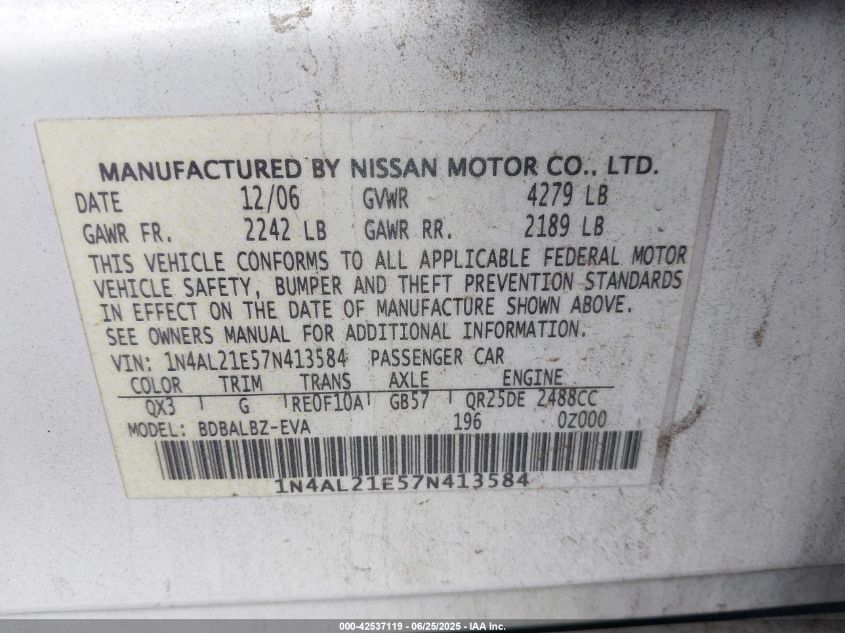 MANUFACTURED BY NISSAN MOTOR CO., LTD.
DATE 12/06 GVWR 4279 LB
GAWR FR. 2242 LB GAWR RR. 2189 LB
THIS VEHICLE CONFORMS TO ALL APPLICABLE FEDERAL MOTOR
VEHICLE SAFETY, BUMPER AND THEFT PREVENTION STANDARDS
IN EFFECT ON THE DATE OF MANUFACTURE SHOWN ABOVE.
SEE OWNERS MANUAL FOR ADDITIONAL INFORMATION.
VIN: 1N4AL21E57N413584 PASSENGER CAR
COLOR TRIM TRANS AXLE ENGINE
QX3 G RE0F10A GB57 QR25DE 2488CC
MODEL: BDBALBZ-EVA 196 0Z000
1N4AL21E57N413584
000-42537119 - 06/25/2025 - IAA, Inc.